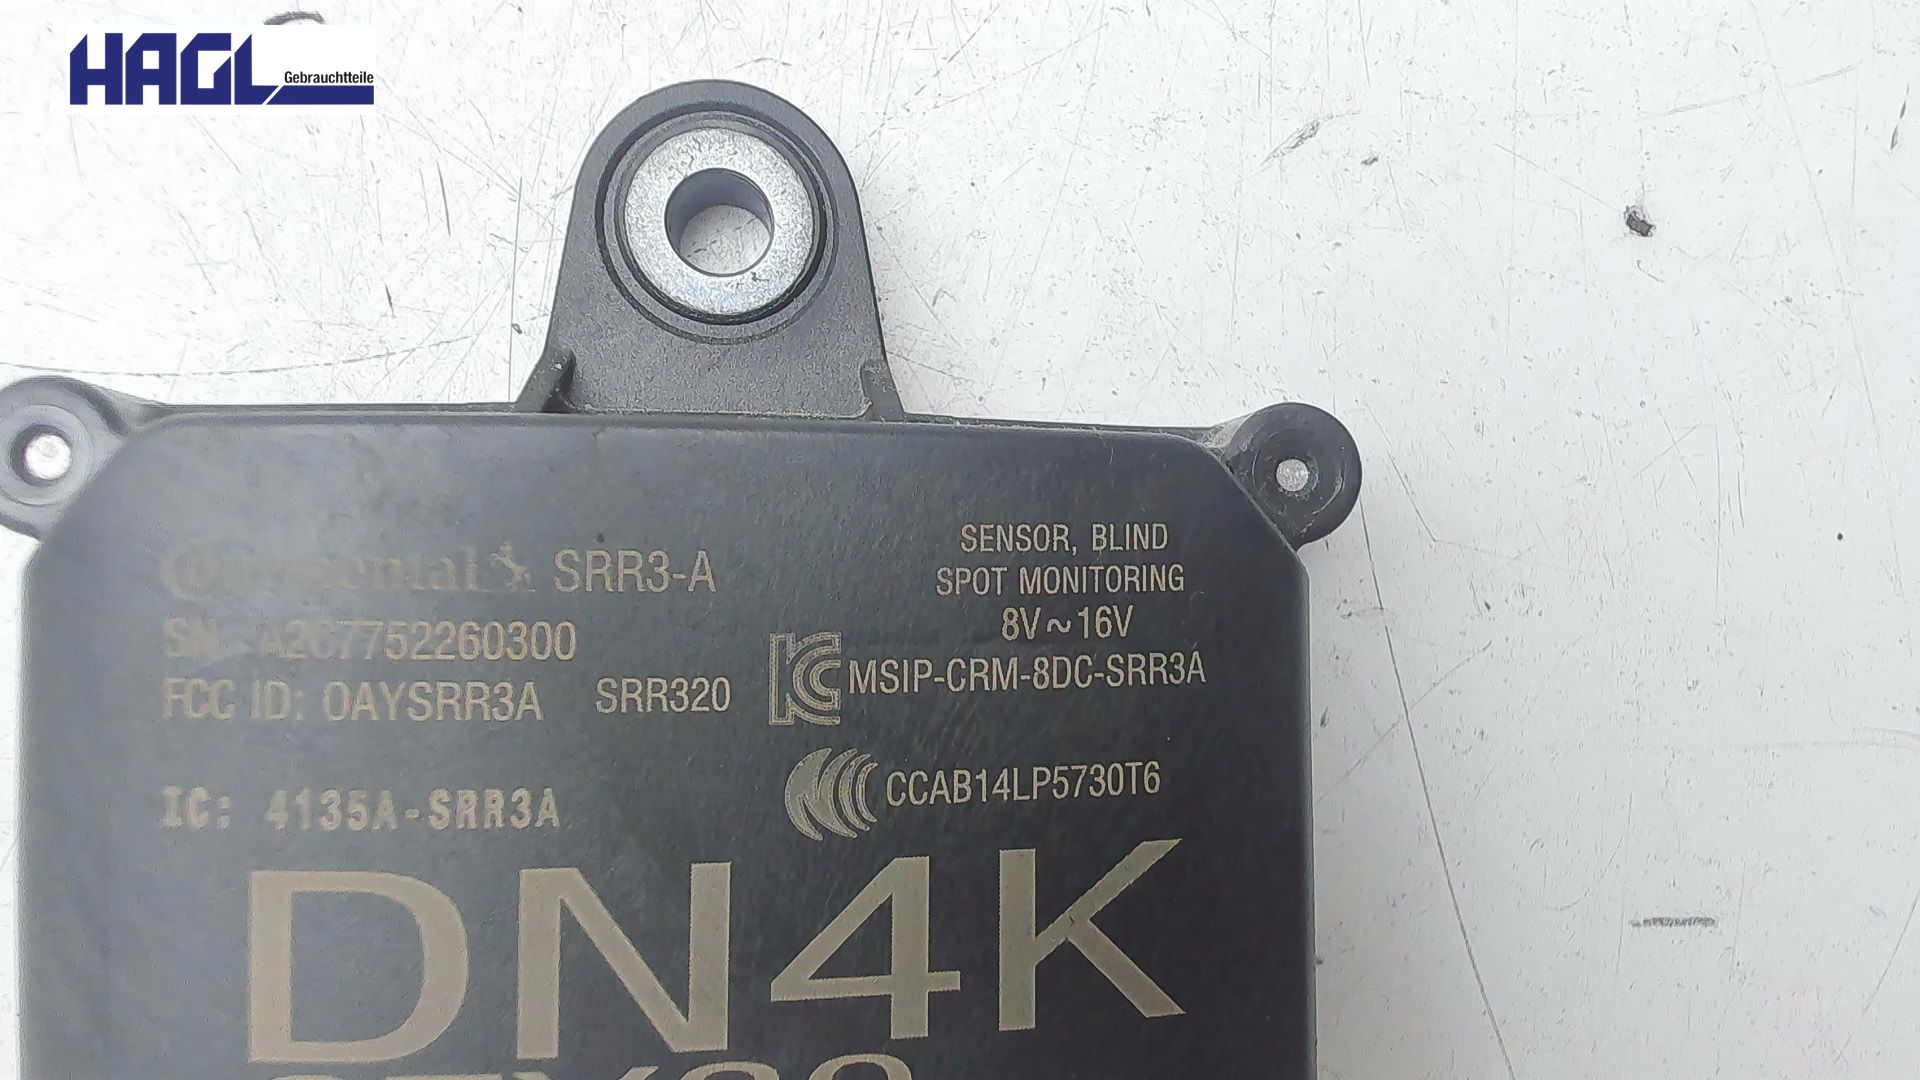 HAGL
Gebrauchtteile
Continental SRR3-A
SENSOR, BLIND
SPOT MONITORING
8V~16V
SN A2C7752260300
FCC ID: OAYSRR3A SRR320
MSIP-CRM-8DC-SRR3A
IC: 4135A-SRR3A
CCAB14LP5730T6
DN4K